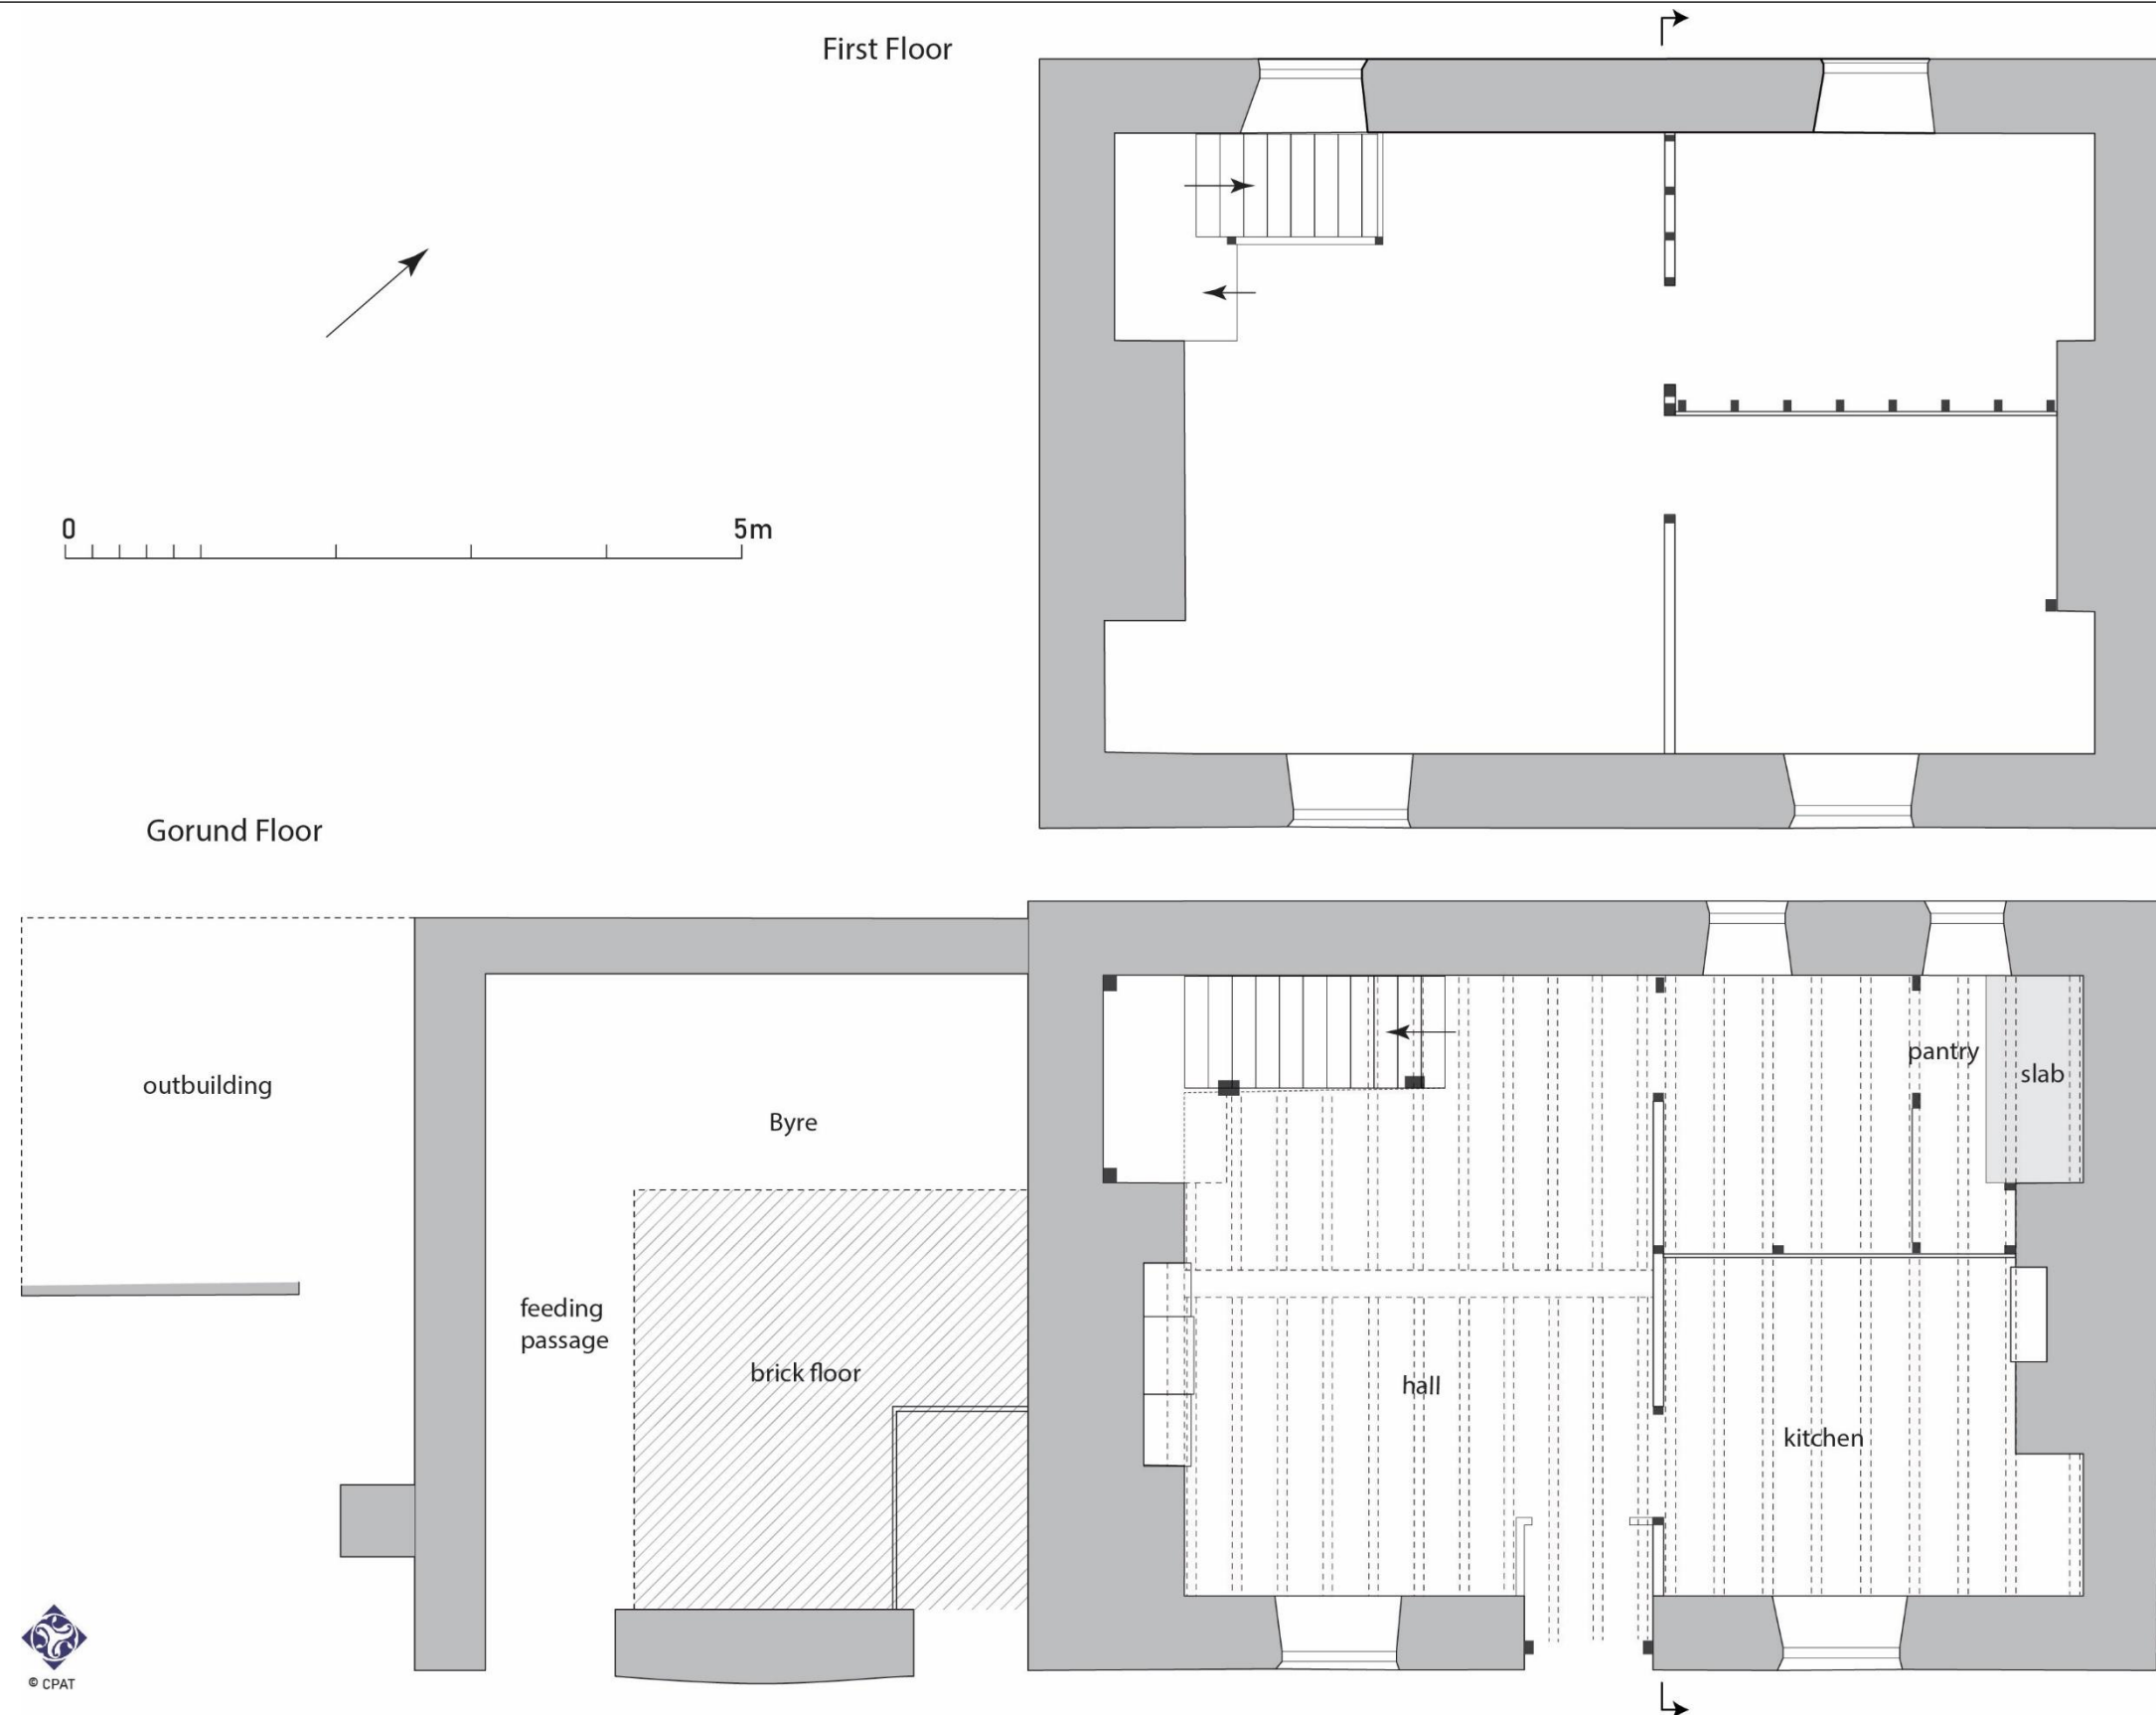 First Floor
0
5m
Gorund Floor
outbuilding
Byre
pantry
slab
feeding
passage
brick floor
hall
kitchen
© CPAT